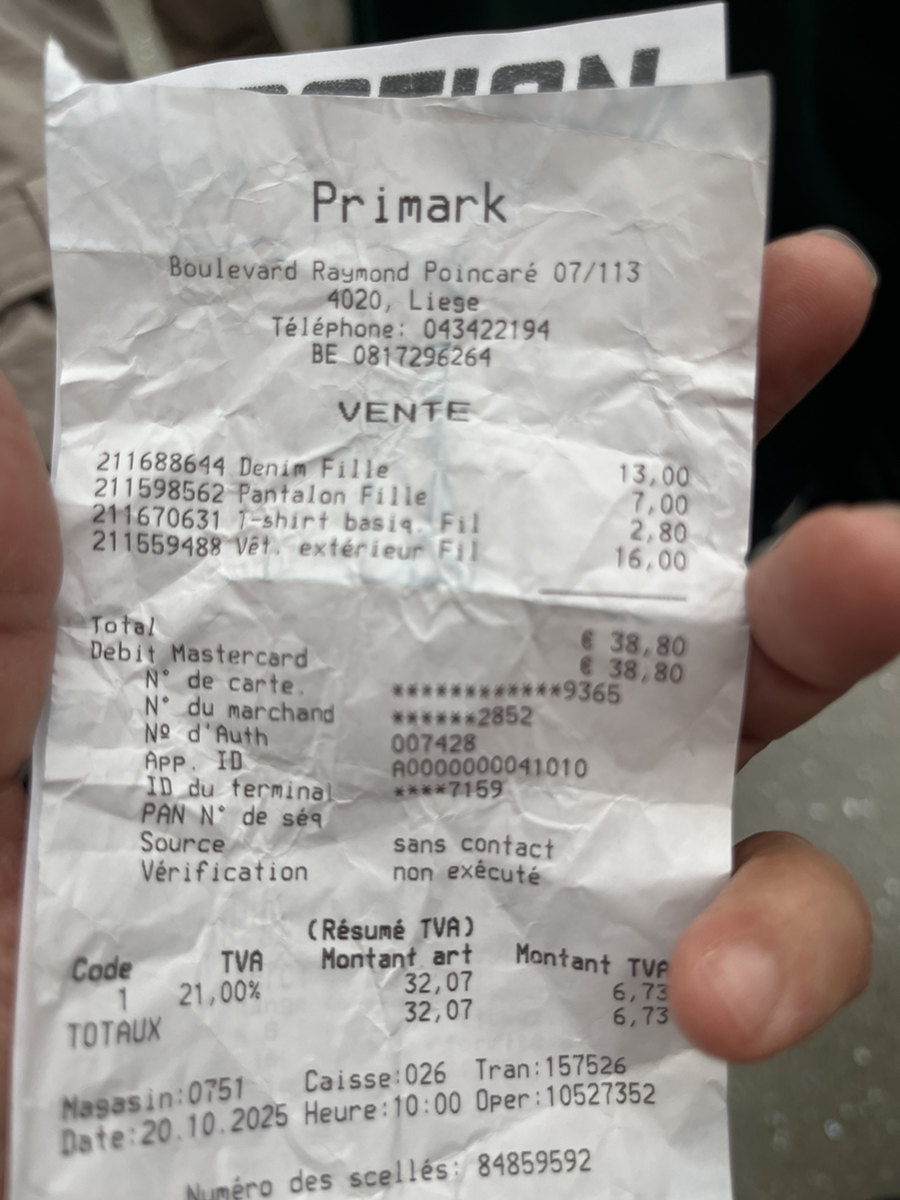 CTION
Primark
Boulevard Raymond Poincaré 07/113
4020, Liege
Téléphone: 043422194
BE 0817296264
VENTE
211688644 Denim Fille 13,00
211598562 Pantalon Fille 7,00
211670631 T-shirt basiq. Fil 2,80
211559488 Vêt. extérieur Fil 16,00
Total € 38,80
Debit Mastercard € 38,80
N° de carte. ************9365
N° du marchand ******2852
Nº d'Auth 007428
App. ID A0000000041010
ID du terminal ****7159
PAN N° de séq
Source sans contact
Vérification non exécuté
(Résumé TVA)
Code TVA Montant art Montant TVA
1 21,00% 32,07 6,73
TOTAUX 32,07 6,73
Magasin:0751 Caisse:026 Tran:157526
Date:20.10.2025 Heure:10:00 Oper:10527352
Numéro des scellés: 84859592